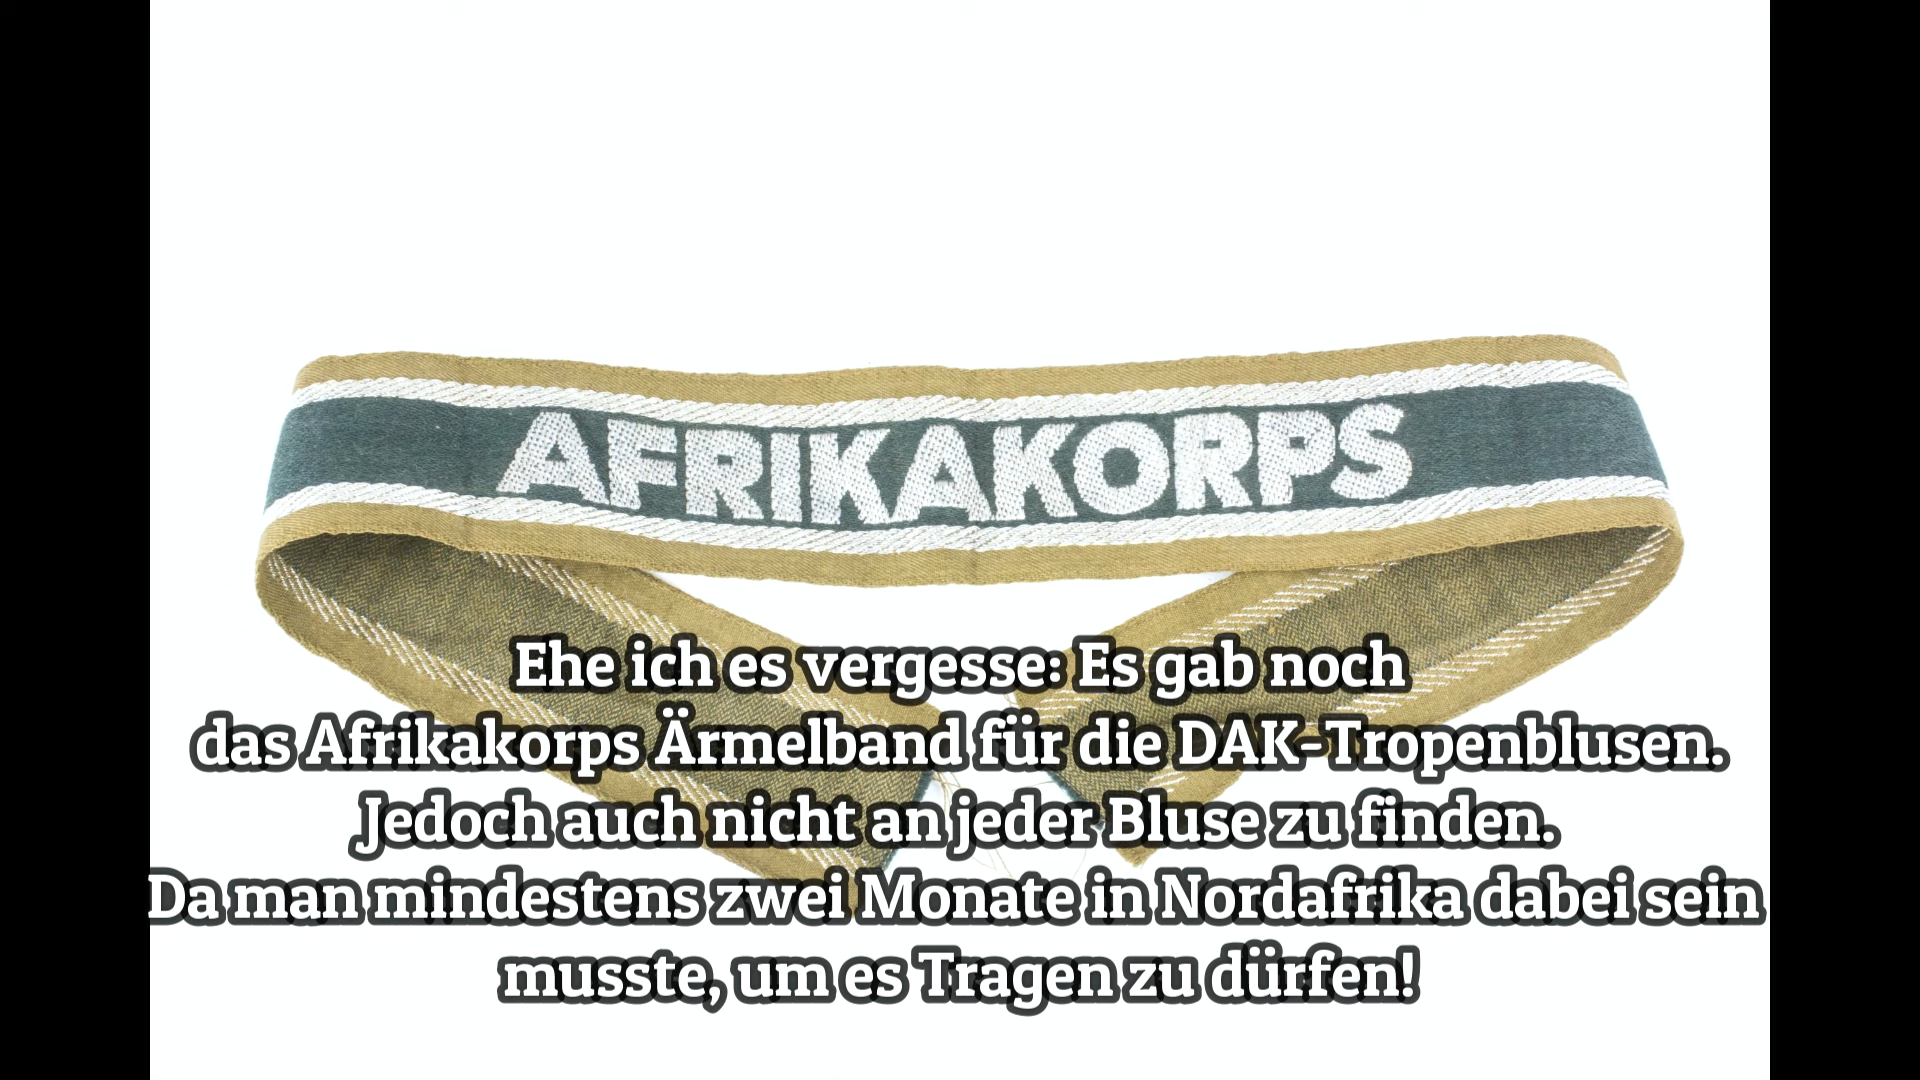 AFRIKAKORPS
Ehe ich es vergesse: Es gab noch
das Afrikakorps Ärmelband für die DAK-Tropenblusen.
Jedoch auch nicht an jeder Bluse zu finden.
Da man mindestens zwei Monate in Nordafrika dabei sein
musste, um es Tragen zu dürfen!